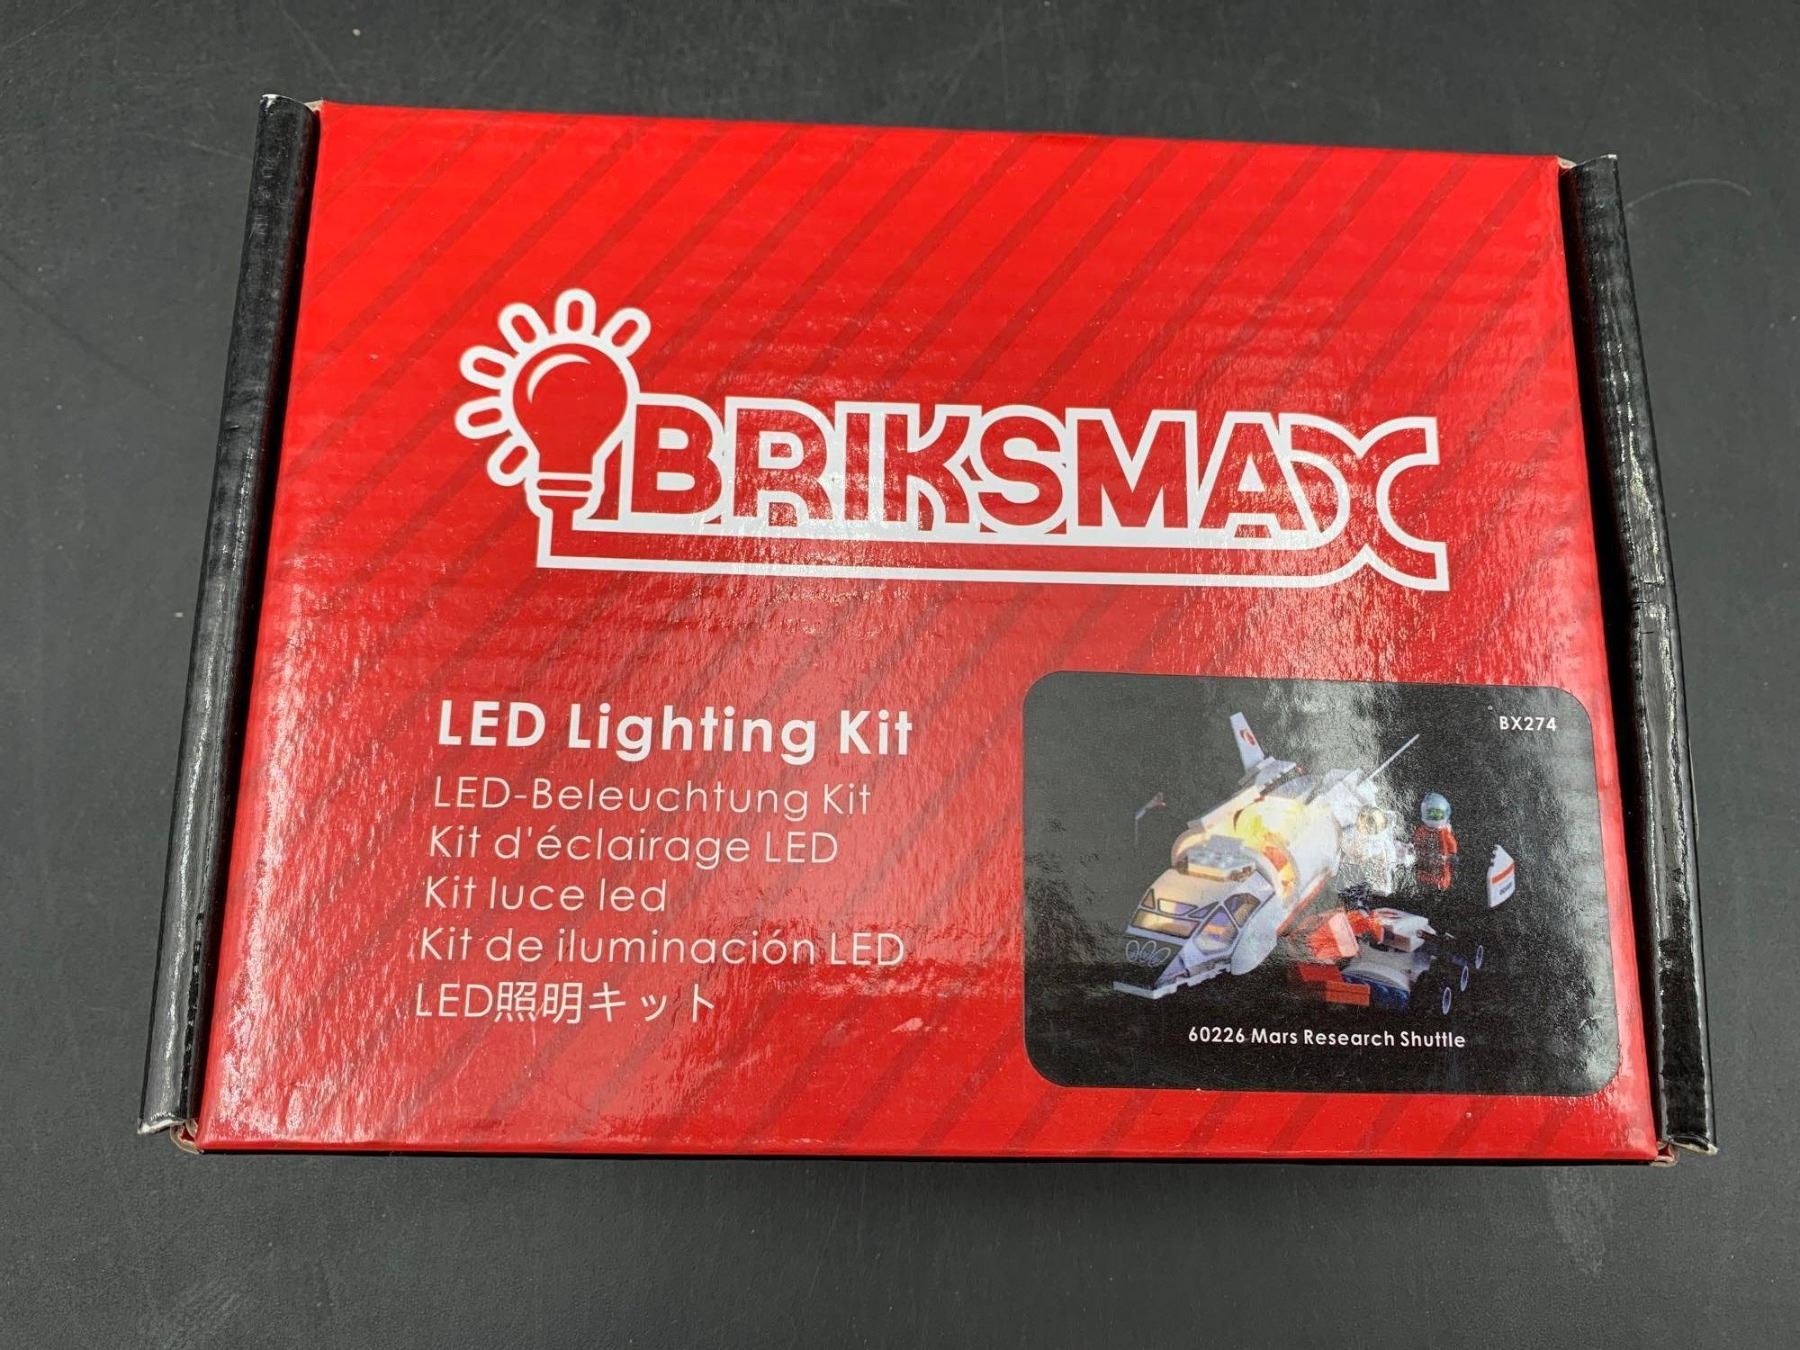 BRIKSMAX
LED Lighting Kit
LED-Beleuchtung Kit
Kit d'éclairage LED
Kit luce led
Kit de iluminación LED
LED照明キット
BX274
60226 Mars Research Shuttle